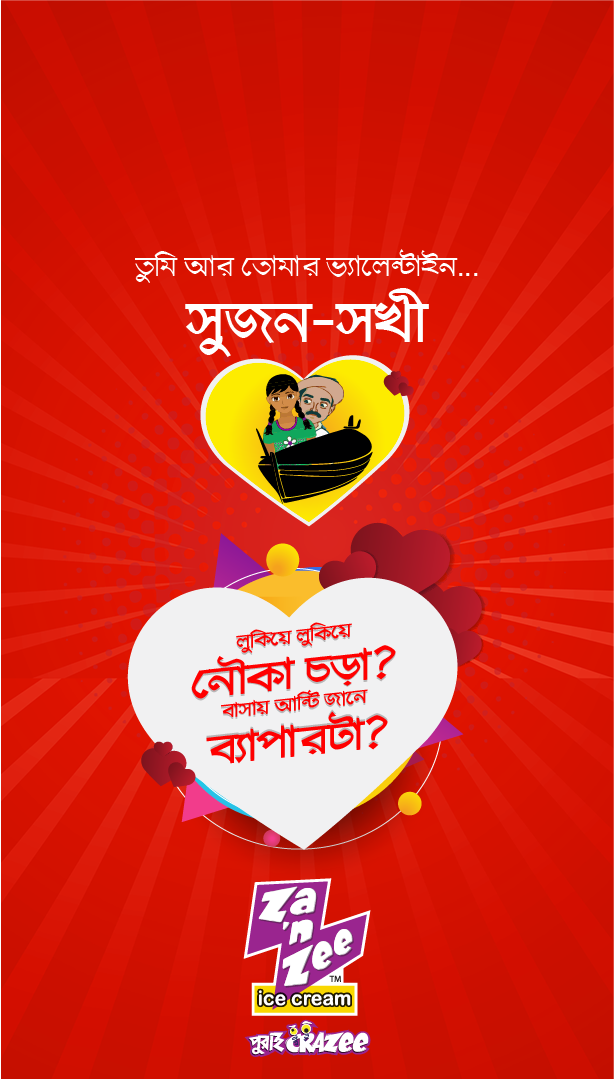 তুমি আর তোমার ভ্যালেন্টাইন...
সুজন-সখী
লুকিয়ে লুকিয়ে
নৌকা চড়া?
বাসায় আন্টি জানে
ব্যাপারটা?
Za
'n
Zee
TM
ice cream
পুরাই CRAZEE